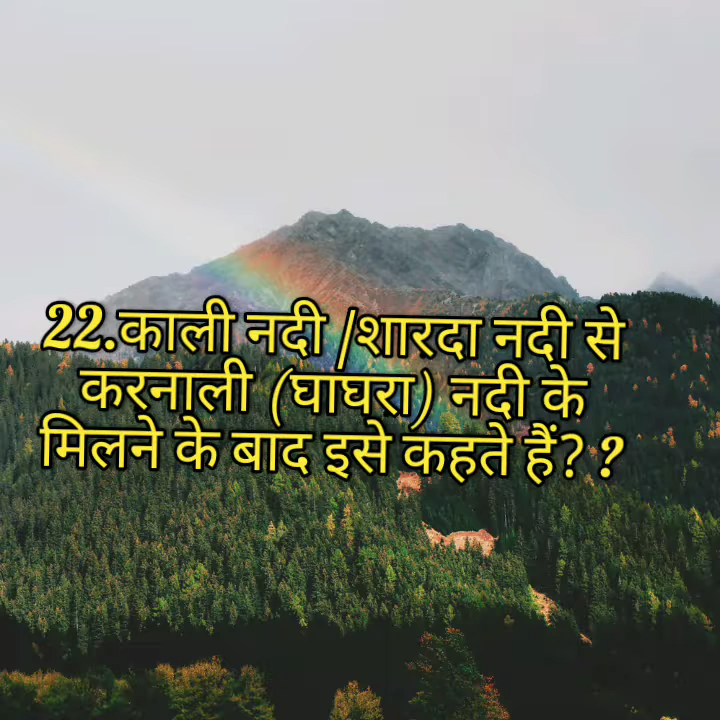 22.काली नदी /शारदा नदी से
करनाली (घाघरा) नदी के
मिलने के बाद इसे कहते हैं? ?